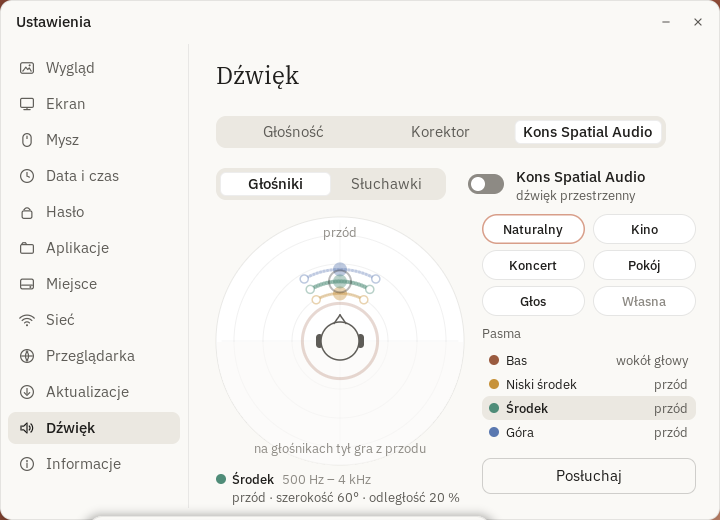 Ustawienia
Wygląd
Ekran
Mysz
Data i czas
Hasło
Aplikacje
Miejsce
Sieć
Przeglądarka
Aktualizacje
Dźwięk
Informacje
Dźwięk
Głośność
Korektor
Kons Spatial Audio
Głośniki
Słuchawki
Kons Spatial Audio
dźwięk przestrzenny
przód
na głośnikach tył gra z przodu
Środek 500 Hz – 4 kHz
przód · szerokość 60° · odległość 20 %
Naturalny
Kino
Koncert
Pokój
Głos
Własna
Pasma
Bas wokół głowy
Niski środek przód
Środek przód
Góra przód
Posłuchaj